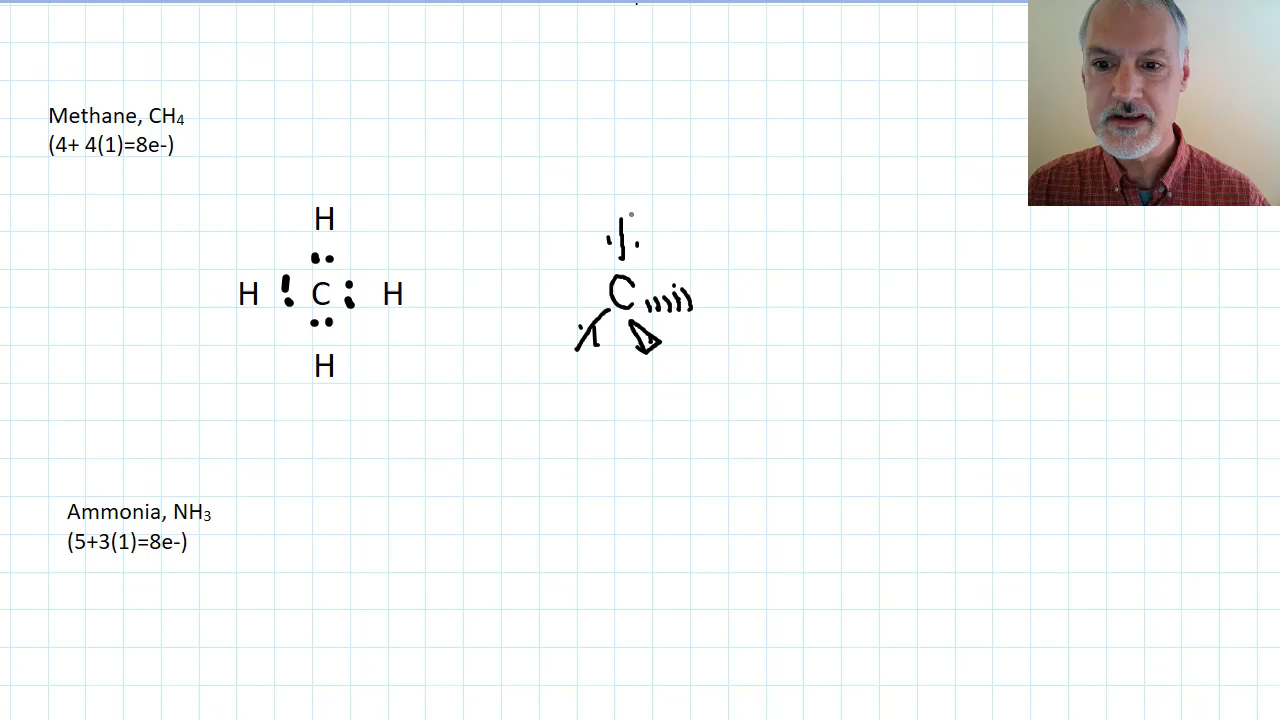 Methane, CH₄
(4+ 4(1)=8e-)
H
H C H
H
C
Ammonia, NH₃
(5+3(1)=8e-)